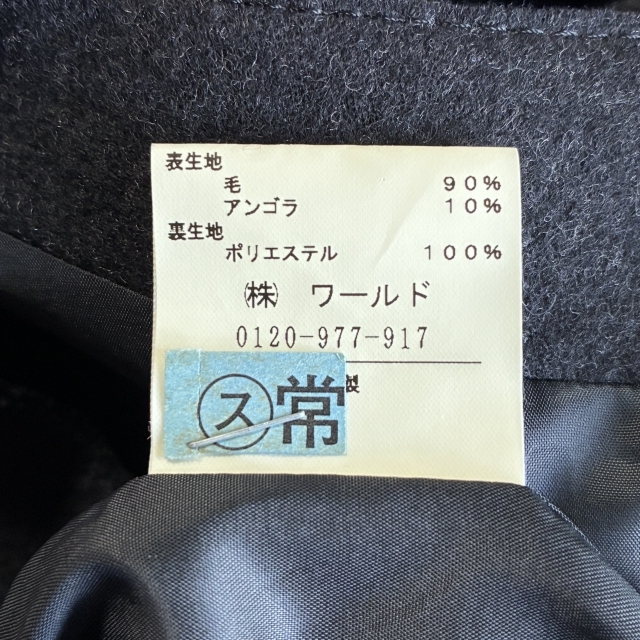 表生地
毛 90%
アンゴラ 10%
裏生地
ポリエステル 100%
㈱ ワールド
0120-977-917
製
ス 常